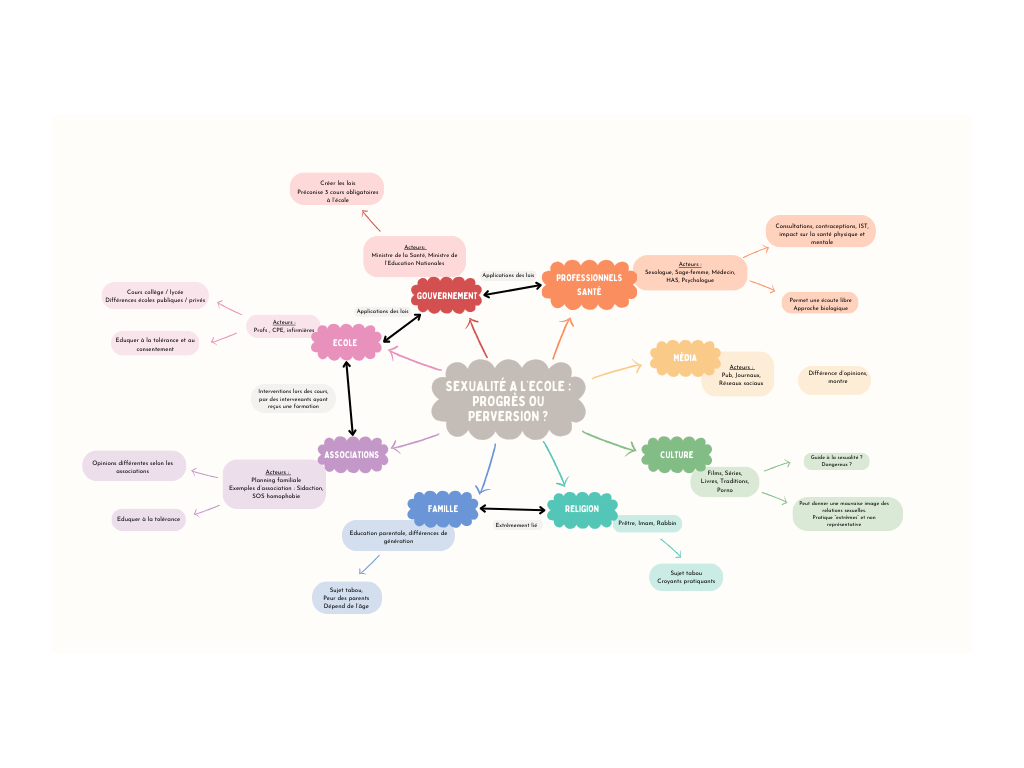 Créer les lois
Préconise 3 cours obligatoires
à l'école
Acteurs:
Ministre de la Santé, Ministre de
l'Education Nationales
GOUVERNEMENT
Applications des lois
PROFESSIONNELS
SANTÉ
Acteurs :
Sexologue, Sage-femme, Médecin,
HAS, Psychologue
Consultations, contraceptions, IST,
impact sur la santé physique et
mentale
Permet une écoute libre
Approche biologique
Cours collège / lycée
Différences écoles publiques / privés
Eduquer à la tolérance et au
consentement
Acteurs :
Profs , CPE, infirmières
ECOLE
Applications des lois
MÉDIA
Acteurs :
Pub, Journaux,
Réseaux sociaux
Différence d'opinions,
montre
SEXUALITÉ A L'ECOLE :
PROGRÈS OU
PERVERSION ?
Interventions lors des cours,
par des intervenants ayant
reçus une formation
ASSOCIATIONS
Acteurs :
Planning familiale
Exemples d'association : Sidaction,
SOS homophobie
Opinions différentes selon les
associations
Eduquer à la tolérance
CULTURE
Films, Séries,
Livres, Traditions,
Porno
Guide à la sexualité ?
Dangereux ?
Peut donner une mauvaise image des
relations sexuelles.
Pratique "extrêmes" et non
représentative
FAMILLE
Education parentale, différences de
génération
Sujet tabou,
Peur des parents
Dépend de l'âge
Extrêmement lié
RELIGION
Prêtre, Imam, Rabbin
Sujet tabou
Croyants pratiquants